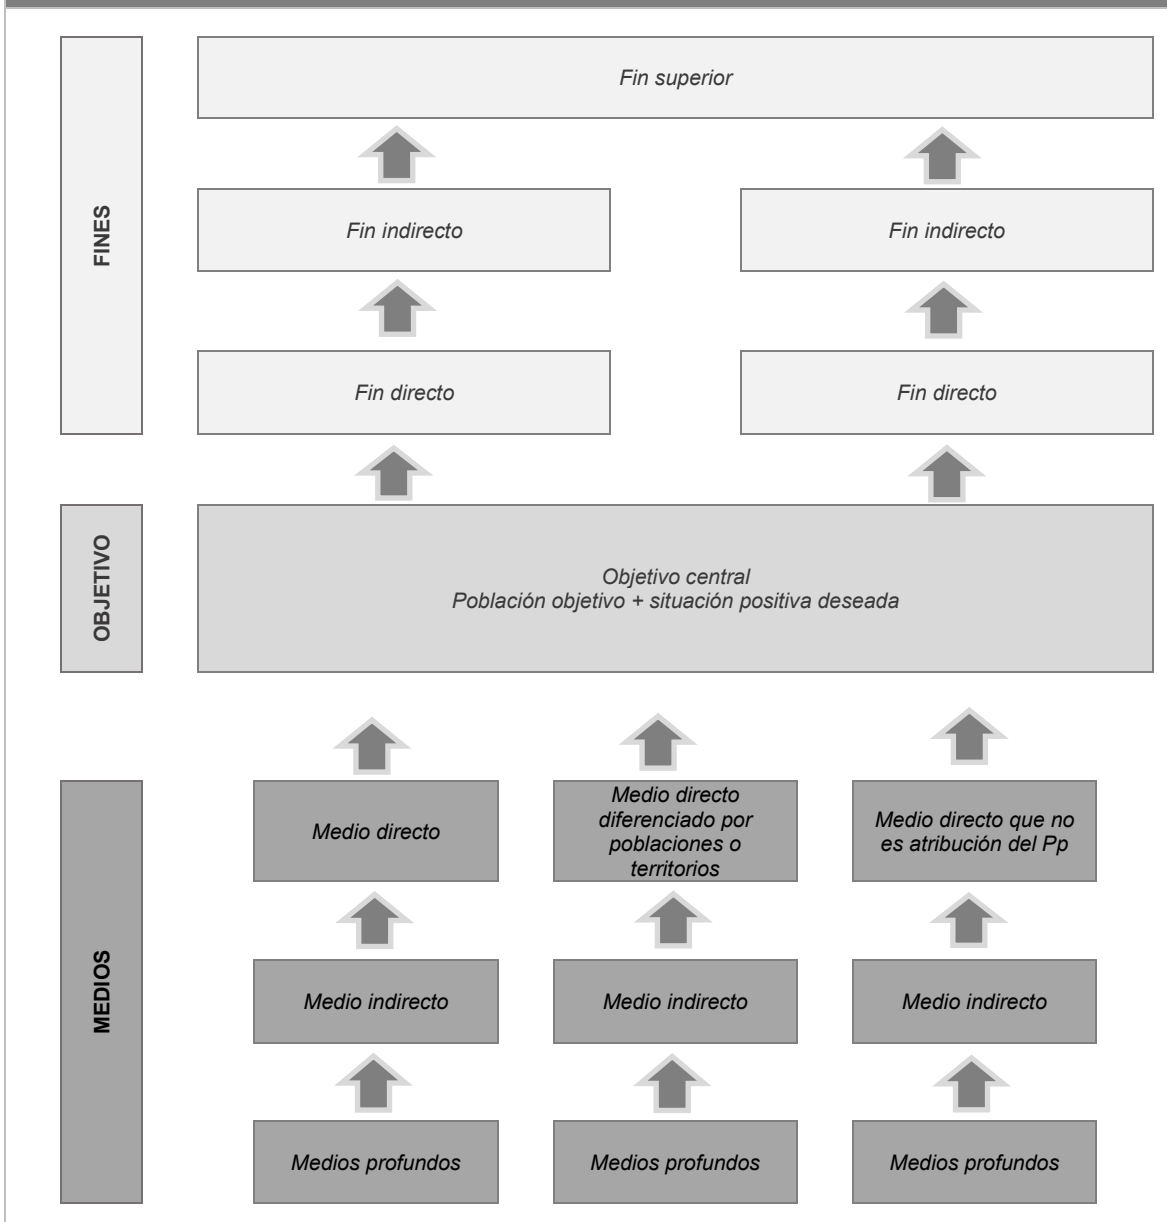 FINES
Fin superior
Fin indirecto
Fin indirecto
Fin directo
Fin directo
OBJETIVO
Objetivo central
Población objetivo + situación positiva deseada
MEDIOS
Medio directo
Medio directo
diferenciado por
poblaciones o
territorios
Medio directo que no
es atribución del Pp
Medio indirecto
Medio indirecto
Medio indirecto
Medios profundos
Medios profundos
Medios profundos